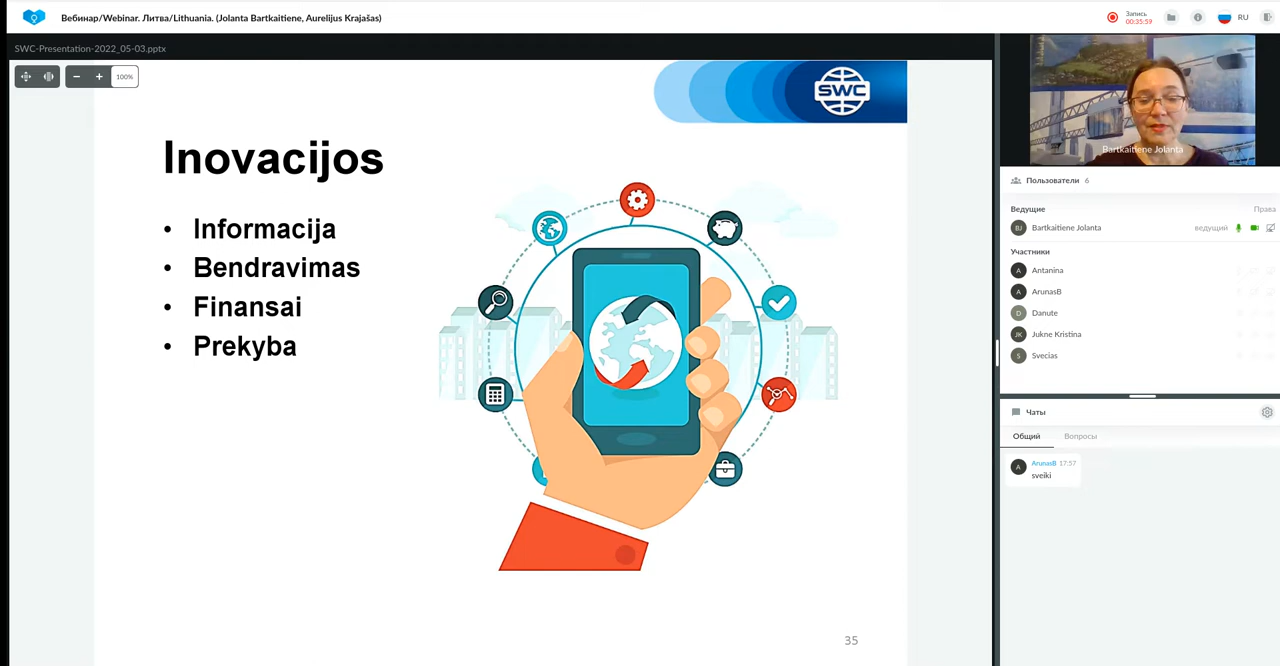 Вебинар/Webinar. Литва/Lithuania. (Jolanta Bartkaitiene, Aurelijus Krajašas)
Запись
00:35:59
RU
SWC-Presentation-2022_05-03.pptx
100%
SWC
Inovacijos
• Informacija
• Bendravimas
• Finansai
• Prekyba
35
Bartkaitiene Jolanta
Пользователи 6
Ведущие Права
BJ Bartkaitiene Jolanta ведущий
Участники
A Antanina
A ArunasB
D Danute
JK Jukne Kristina
S Svecias
Чаты
Общий Вопросы
A ArunasB 17:57
sveiki